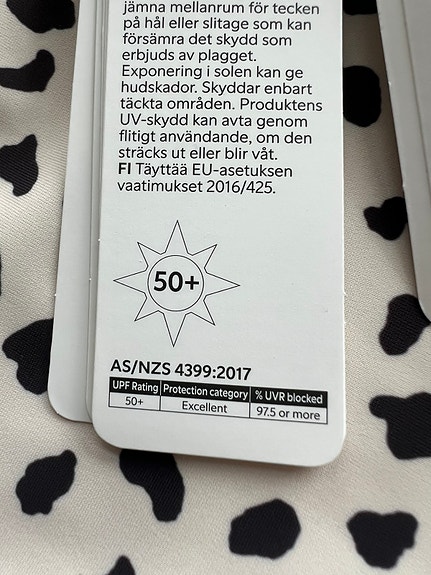 jämna mellanrum för tecken
på hål eller slitage som kan
försämra det skydd som
erbjuds av plagget.
Exponering i solen kan ge
hudskador. Skyddar enbart
täckta områden. Produktens
UV-skydd kan avta genom
flitigt användande, om den
sträcks ut eller blir våt.
FI Täyttää EU-asetuksen
vaatimukset 2016/425.
50+
AS/NZS 4399:2017
UPF Rating Protection category % UVR blocked
50+ Excellent 97.5 or more